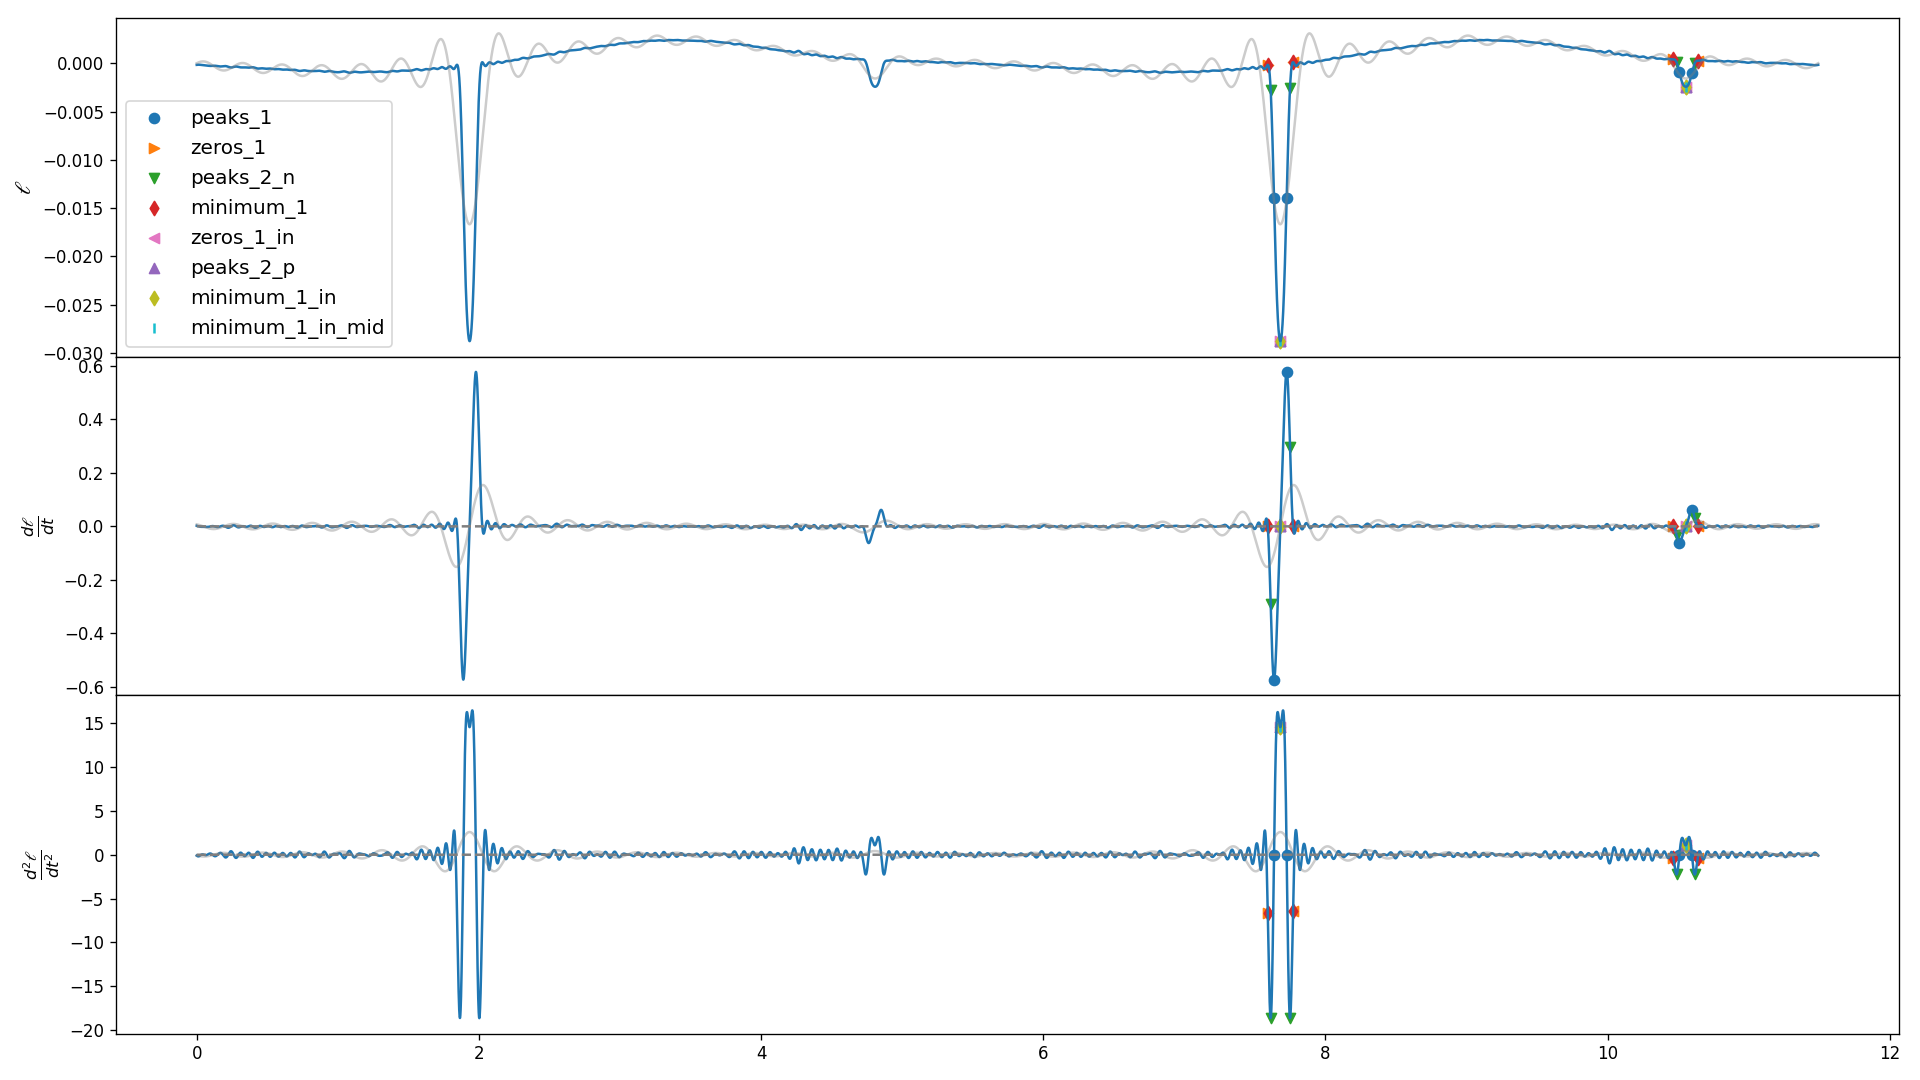 0.000
−0.005
−0.010
−0.015
−0.020
−0.025
−0.030
ℓ
peaks_1
zeros_1
peaks_2_n
minimum_1
zeros_1_in
peaks_2_p
minimum_1_in
minimum_1_in_mid
0.6
0.4
0.2
0.0
−0.2
−0.4
−0.6
dℓ
dt
15
10
5
0
−5
−10
−15
−20
d²ℓ
dt²
0 2 4 6 8 10 12